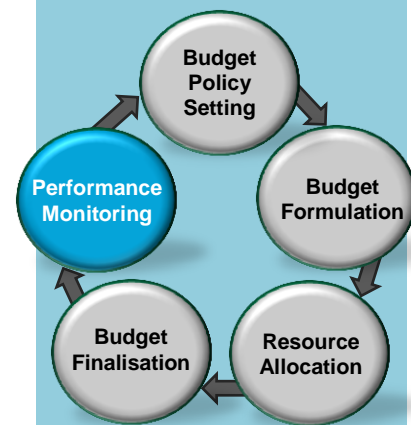 Budget
Policy
Setting
Performance
Monitoring
Budget
Formulation
Budget
Finalisation
Resource
Allocation